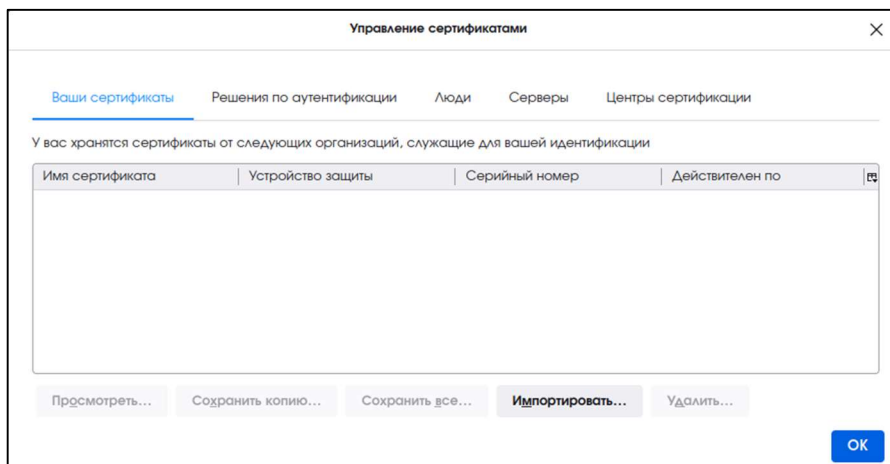 Управление сертификатами
Ваши сертификаты Решения по аутентификации Люди Серверы Центры сертификации
У вас хранятся сертификаты от следующих организаций, служащие для вашей идентификации
Имя сертификата Устройство защиты Серийный номер Действителен по
Просмотреть... Сохранить копию... Сохранить все... Импортировать... Удалить...
OK